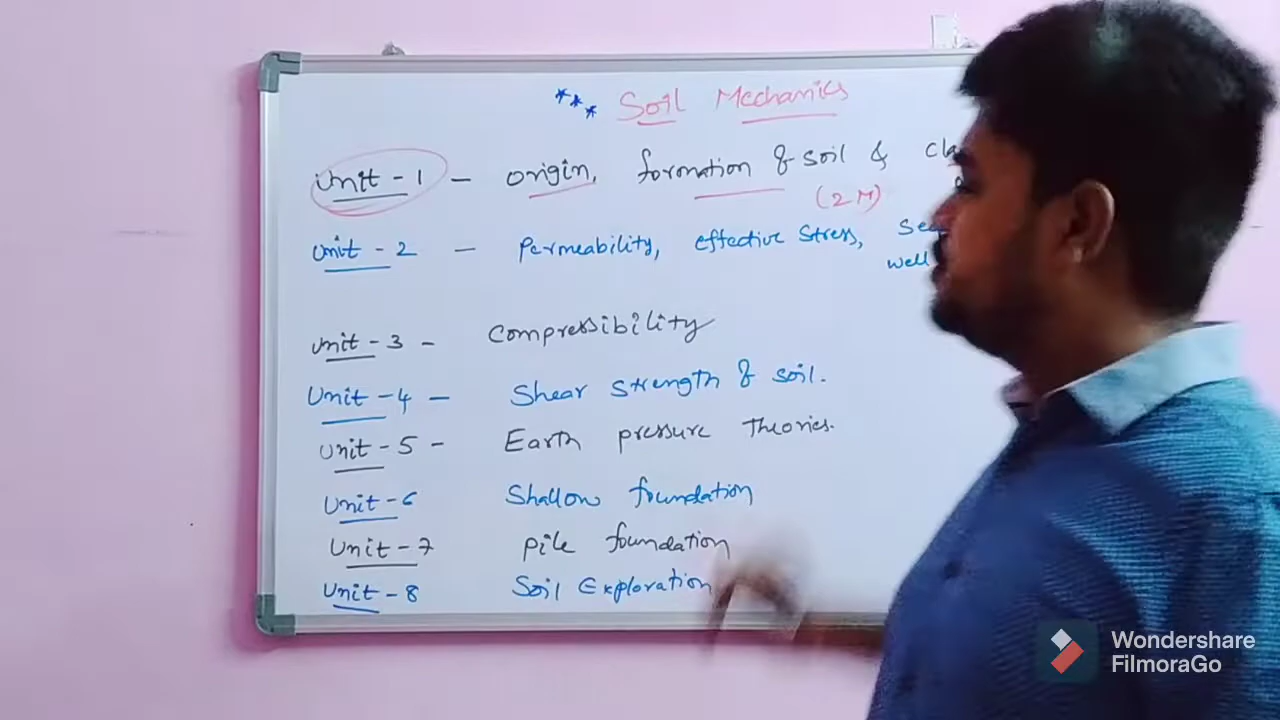 *** Soil Mechanics
Unit - 1 - origin, formation of soil & cla
(2 M)
Unit - 2 - Permeability, effective stress, see
well
Unit - 3 - Compressibility
Unit - 4 - Shear strength of soil.
Unit - 5 - Earth pressure Theories.
Unit - 6 Shallow foundation
Unit - 7 pile foundation
Unit - 8 Soil Exploration
Wondershare
FilmoraGo